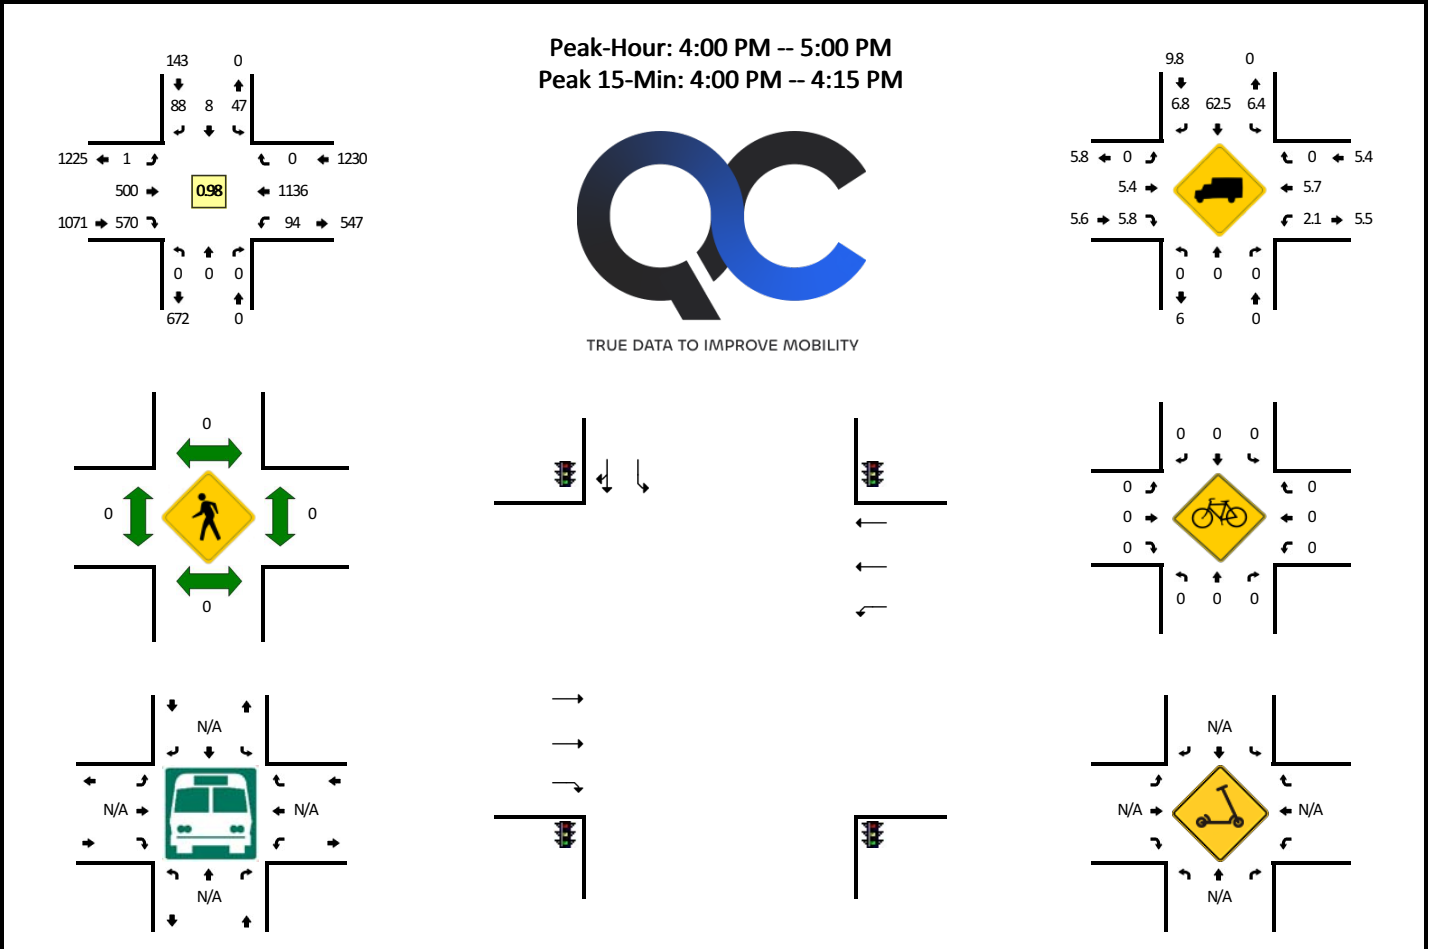 Peak-Hour: 4:00 PM -- 5:00 PM
Peak 15-Min: 4:00 PM -- 4:15 PM
143 0
88 8 47
1225 1 0 1230
500 0.98 1136
1071 570 94 547
0 0 0
672 0
QC
TRUE DATA TO IMPROVE MOBILITY
9.8 0
6.8 62.5 6.4
5.8 0 0 5.4
5.4 5.7
5.6 5.8 2.1 5.5
0 0 0
6 0
0
0 0
0
0 0 0
0 0
0 0
0 0
0 0 0
N/A
N/A N/A
N/A
N/A
N/A N/A
N/A